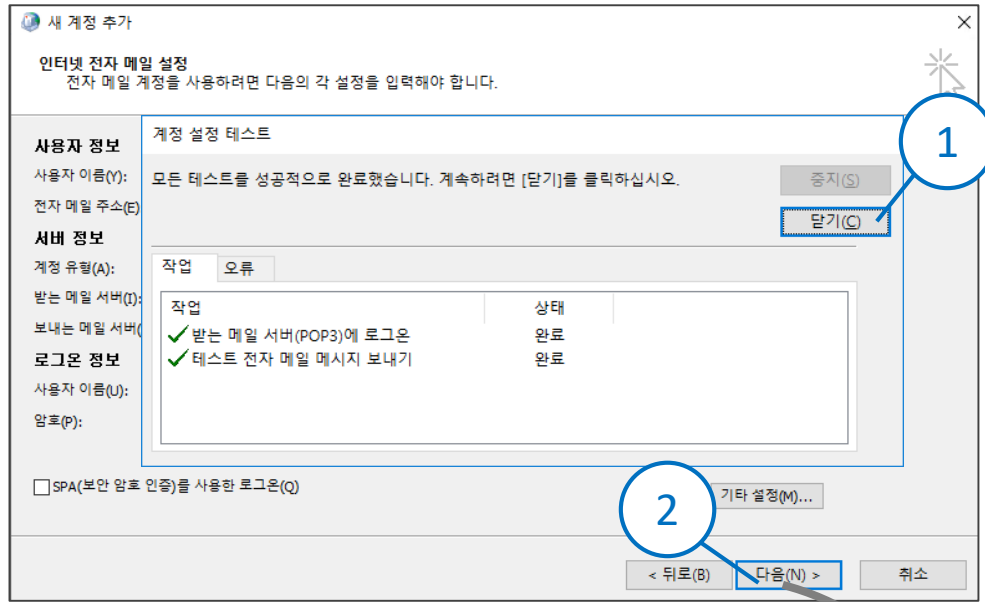 새 계정 추가
인터넷 전자 메일 설정
전자 메일 계정을 사용하려면 다음의 각 설정을 입력해야 합니다.
사용자 정보
사용자 이름(Y):
전자 메일 주소(E)
서버 정보
계정 유형(A):
받는 메일 서버(I):
보내는 메일 서버(
로그온 정보
사용자 이름(U):
암호(P):
계정 설정 테스트
모든 테스트를 성공적으로 완료했습니다. 계속하려면 [닫기]를 클릭하십시오.
중지(S)
닫기(C)
1
작업 오류
작업 상태
받는 메일 서버(POP3)에 로그온 완료
테스트 전자 메일 메시지 보내기 완료
SPA(보안 암호 인증)를 사용한 로그온(Q)
기타 설정(M)...
2
< 뒤로(B) 다음(N) > 취소